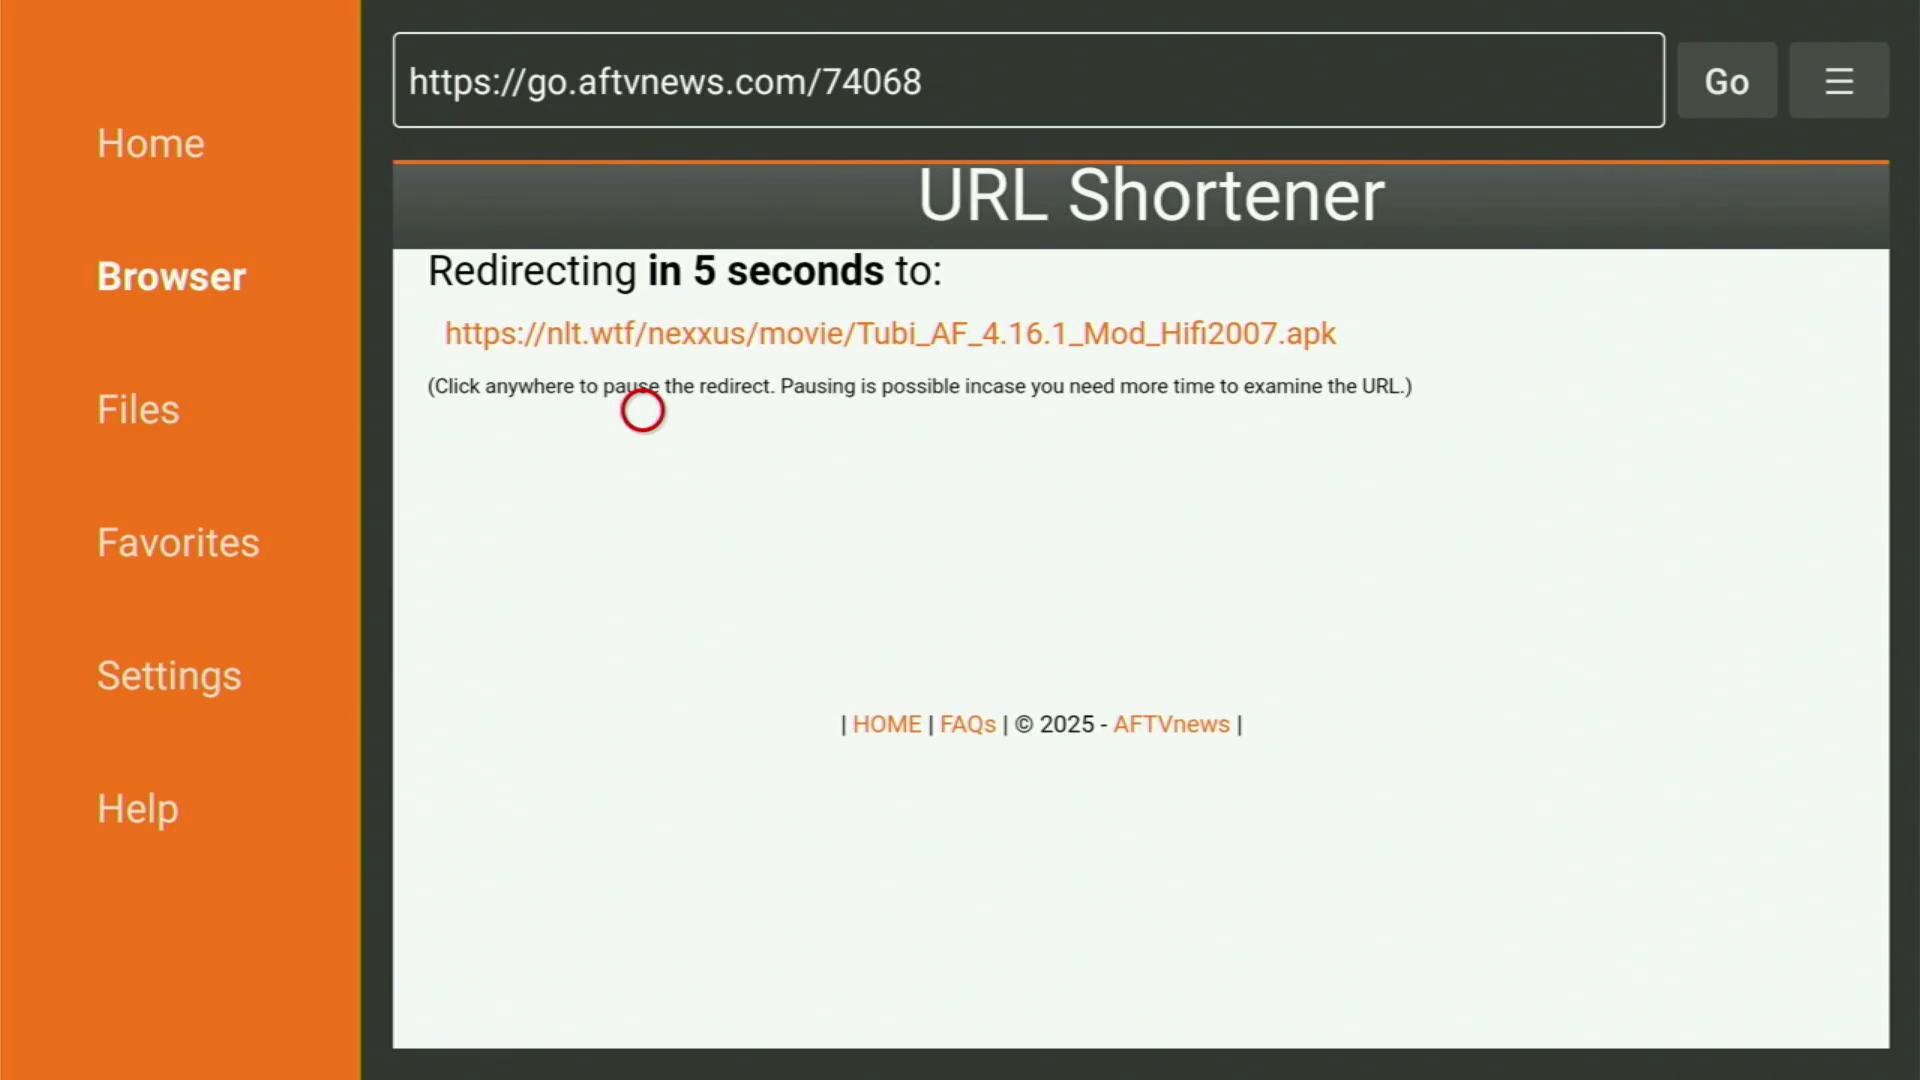 https://go.aftvnews.com/74068
Go
Home
Browser
Files
Favorites
Settings
Help
URL Shortener
Redirecting in 5 seconds to:
https://nlt.wtf/nexxus/movie/Tubi_AF_4.16.1_Mod_Hifi2007.apk
(Click anywhere to pause the redirect. Pausing is possible incase you need more time to examine the URL.)
| HOME | FAQs | © 2025 - AFTVnews |